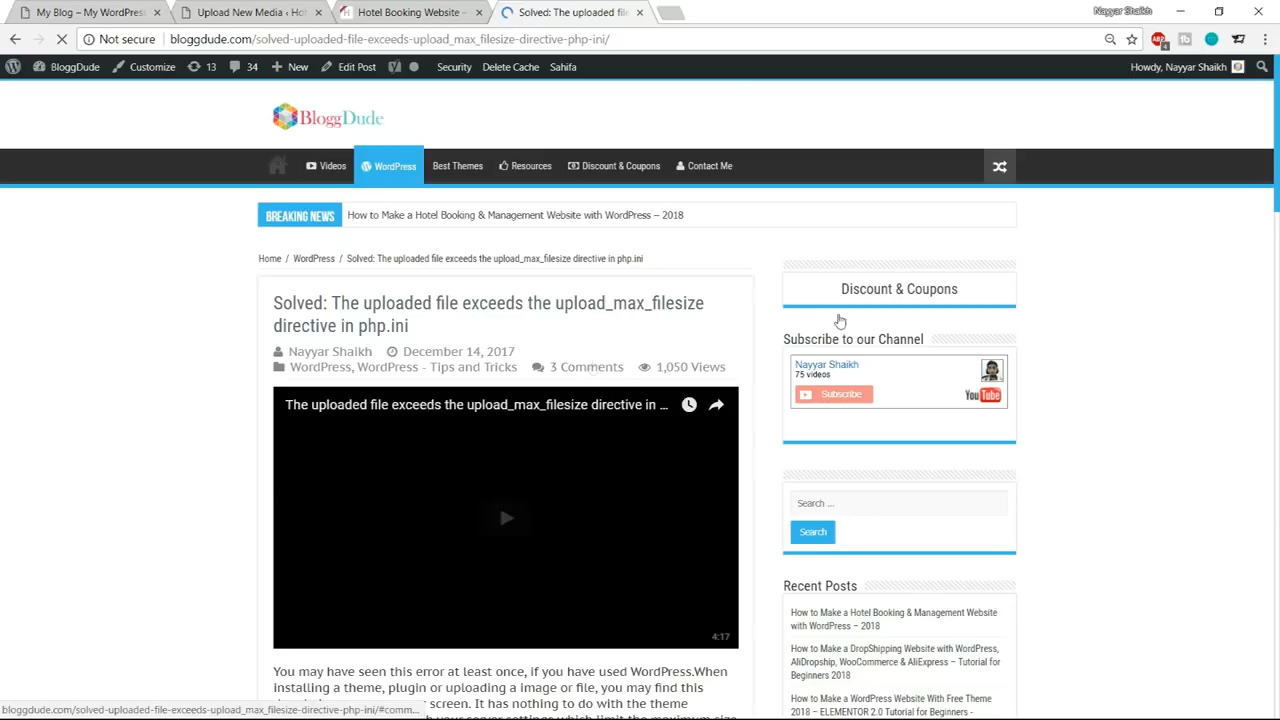 My Blog – My WordPress
Upload New Media ‹ Hot
Hotel Booking Website –
Solved: The uploaded file
Nayyar Shaikh
Not secure
bloggdude.com/solved-uploaded-file-exceeds-upload_max_filesize-directive-php-ini/
BloggDude
Customize
13
34
New
Edit Post
Security
Delete Cache
Sahifa
Howdy, Nayyar Shaikh
BloggDude
Videos
WordPress
Best Themes
Resources
Discount & Coupons
Contact Me
BREAKING NEWS
How to Make a Hotel Booking & Management Website with WordPress – 2018
Home / WordPress / Solved: The uploaded file exceeds the upload_max_filesize directive in php.ini
Solved: The uploaded file exceeds the upload_max_filesize
directive in php.ini
Nayyar Shaikh
December 14, 2017
WordPress, WordPress - Tips and Tricks
3 Comments
1,050 Views
The uploaded file exceeds the upload_max_filesize directive in ...
4:17
You may have seen this error at least once, if you have used WordPress.When
installing a theme, plugin or uploading a image or file, you may find this
screen. It has nothing to do with the theme
bloggdude.com/solved-uploaded-file-exceeds-upload_max_filesize-directive-php-ini/#comm...
your server settings which limit the maximum size
Discount & Coupons
Subscribe to our Channel
Nayyar Shaikh
75 videos
Subscribe
YouTube
Search ...
Search
Recent Posts
How to Make a Hotel Booking & Management Website
with WordPress – 2018
How to Make a DropShipping Website with WordPress,
AliDropship, WooCommerce & AliExpress – Tutorial for
Beginners 2018
How to Make a WordPress Website With Free Theme
2018 – ELEMENTOR 2.0 Tutorial for Beginners -